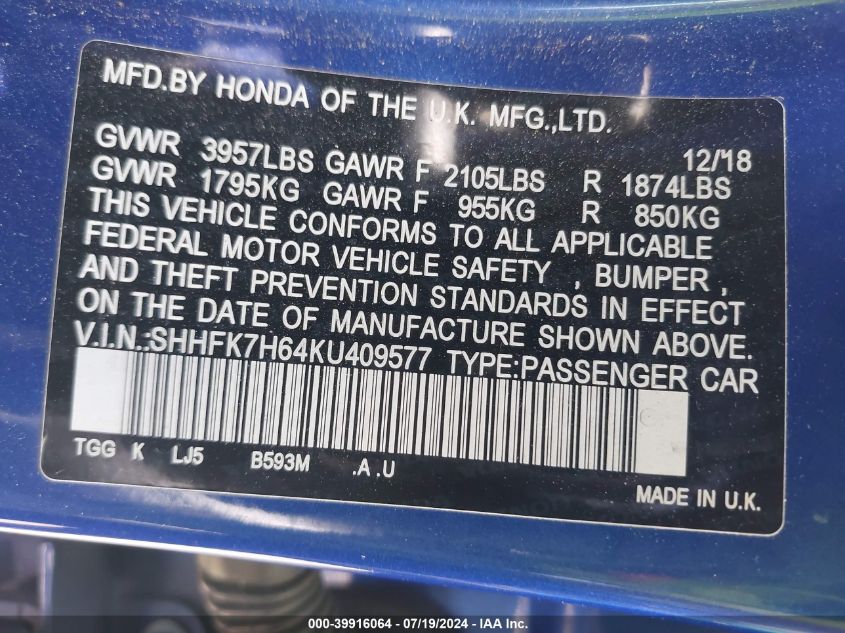 MFD.BY HONDA OF THE U.K. MFG.,LTD.
12/'18
GVWR 3957LBS GAWR F 2105LBS R 1874LBS
GVWR 1795KG GAWR F 955KG R 850KG
THIS VEHICLE CONFORMS TO ALL APPLICABLE
FEDERAL MOTOR VEHICLE SAFETY , BUMPER ,
AND THEFT PREVENTION STANDARDS IN EFFECT
ON THE DATE OF MANUFACTURE SHOWN ABOVE.
V.I.N.:SHHFK7H64KU409577 TYPE:PASSENGER CAR
TGG K LJ5 B593M .A .U
MADE IN U.K.
000-39916064 / 07/19/2024 - IAA Inc.